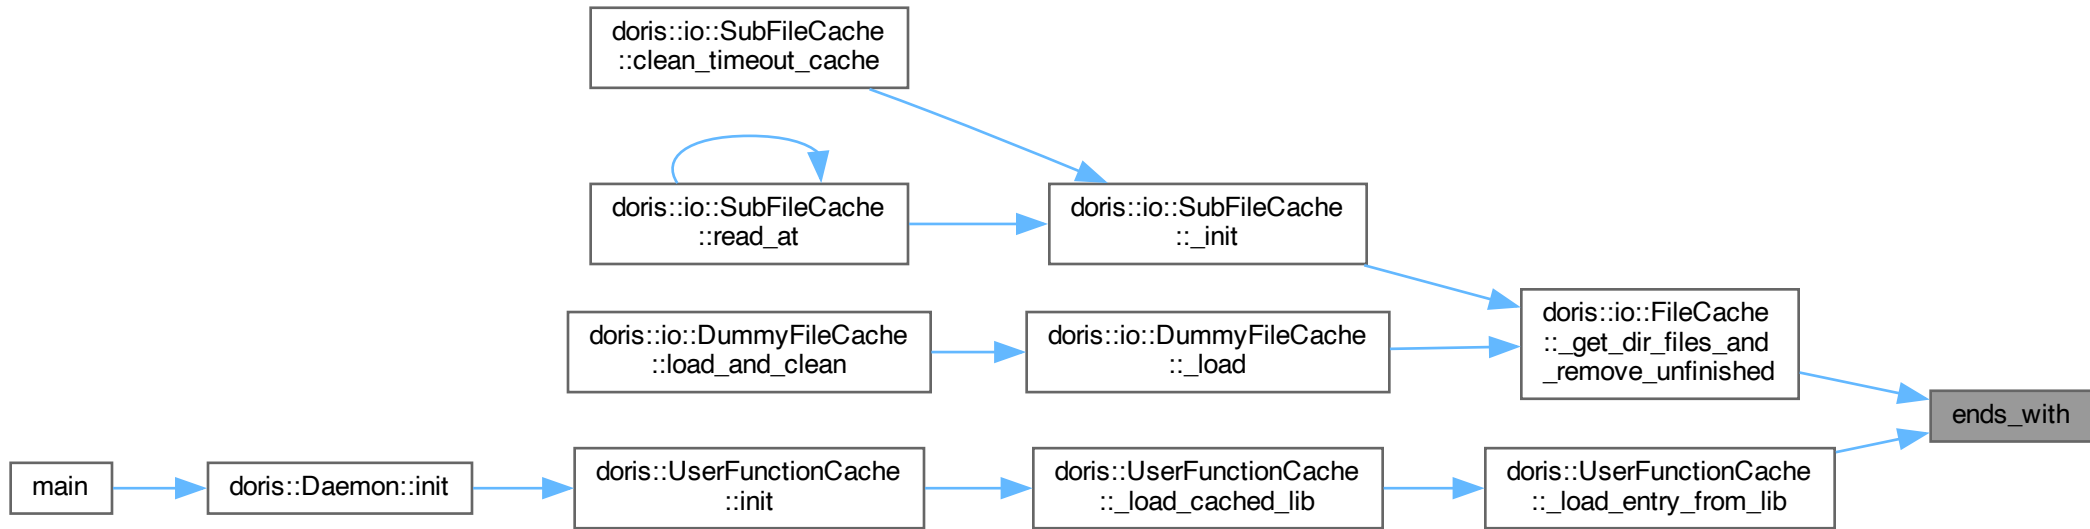 doris::io::SubFileCache
::clean_timeout_cache
doris::io::SubFileCache
::read_at
doris::io::SubFileCache
::_init
doris::io::FileCache
::_get_dir_files_and
_remove_unfinished
doris::io::DummyFileCache
::load_and_clean
doris::io::DummyFileCache
::_load
ends_with
main
doris::Daemon::init
doris::UserFunctionCache
::init
doris::UserFunctionCache
::_load_cached_lib
doris::UserFunctionCache
::_load_entry_from_lib